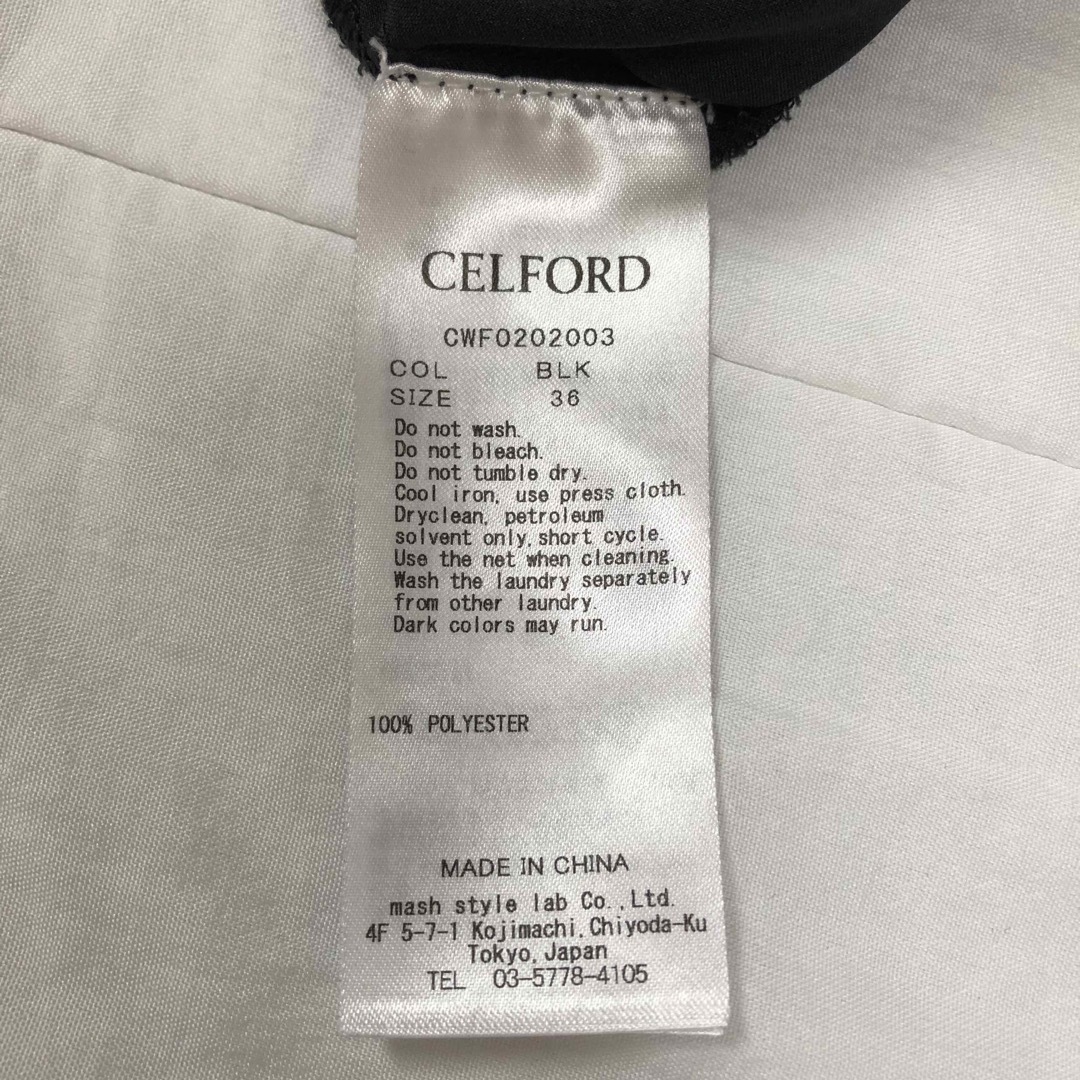 CELFORD
CWF0202003
COL BLK
SIZE 36
Do not wash.
Do not bleach.
Do not tumble dry.
Cool iron, use press cloth.
Dryclean, petroleum
solvent only, short cycle.
Use the net when cleaning.
Wash the laundry separately
from other laundry.
Dark colors may run.
100% POLYESTER
MADE IN CHINA
mash style lab Co.,Ltd.
4F 5-7-1 Kojimachi, Chiyoda-Ku
Tokyo, Japan
TEL 03-5778-4105